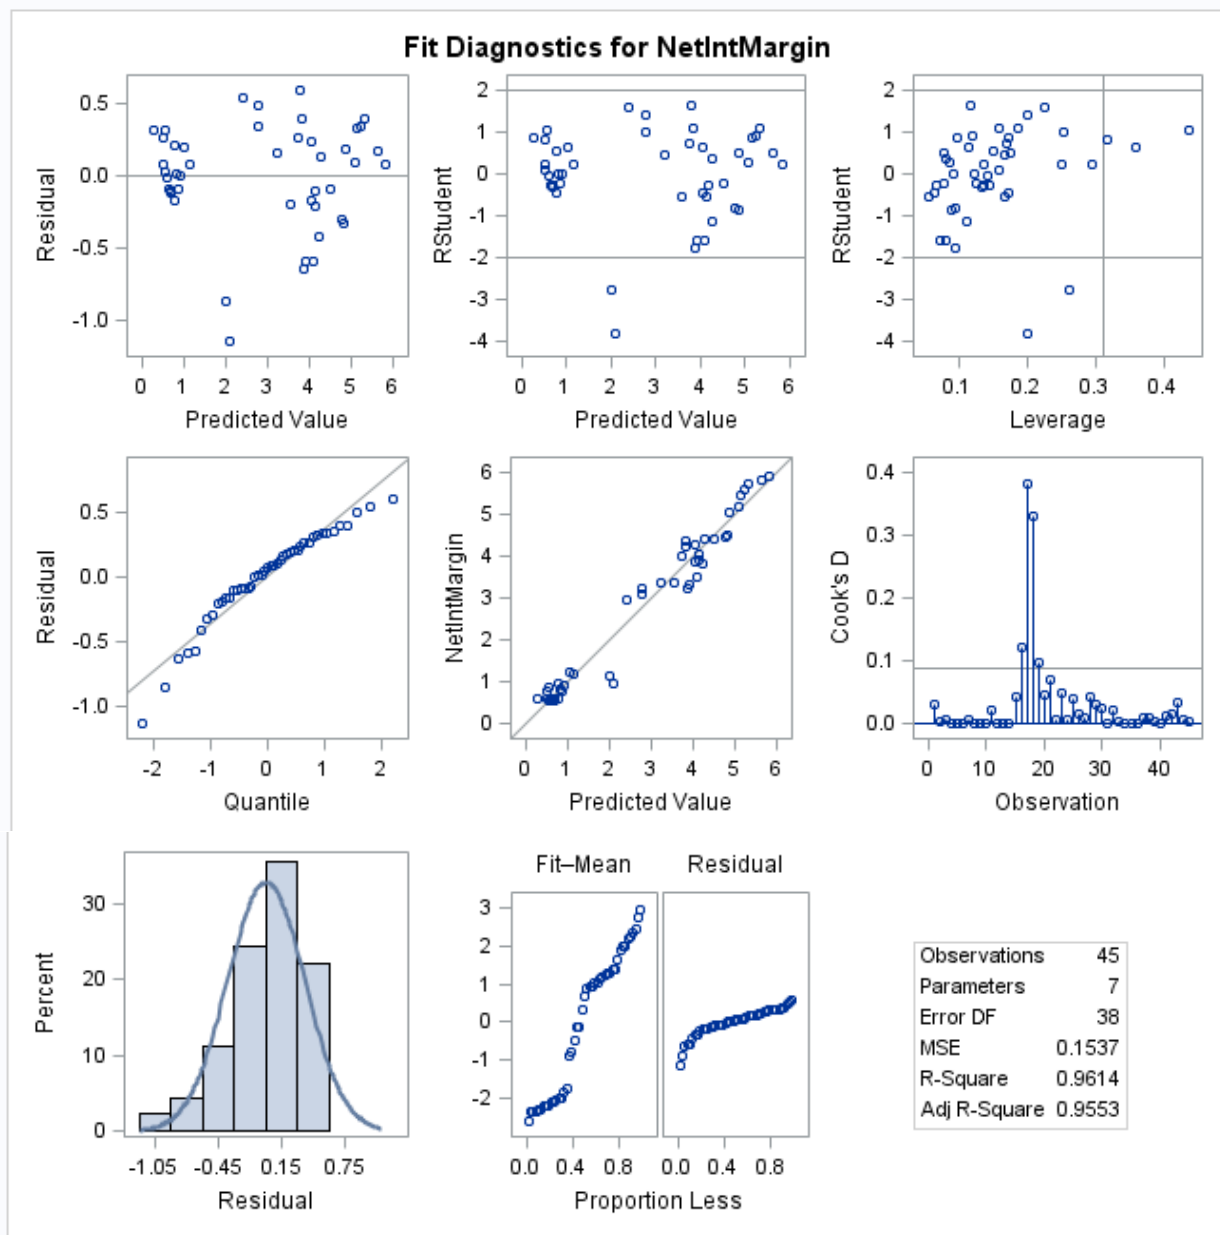 Fit Diagnostics for NetIntMargin
Residual
0.5
0.0
-0.5
-1.0
0 1 2 3 4 5 6
Predicted Value
RStudent
2
1
0
-1
-2
-3
-4
0 1 2 3 4 5 6
Predicted Value
RStudent
2
1
0
-1
-2
-3
-4
0.1 0.2 0.3 0.4
Leverage
Residual
0.5
0.0
-0.5
-1.0
-2 -1 0 1 2
Quantile
NetIntMargin
6
5
4
3
2
1
0
0 1 2 3 4 5 6
Predicted Value
Cook's D
0.4
0.3
0.2
0.1
0.0
0 10 20 30 40
Observation
Percent
30
20
10
0
-1.05 -0.45 0.15 0.75
Residual
Fit–Mean Residual
3
2
1
0
-1
-2
0.0 0.4 0.8 0.0 0.4 0.8
Proportion Less
Observations 45
Parameters 7
Error DF 38
MSE 0.1537
R-Square 0.9614
Adj R-Square 0.9553